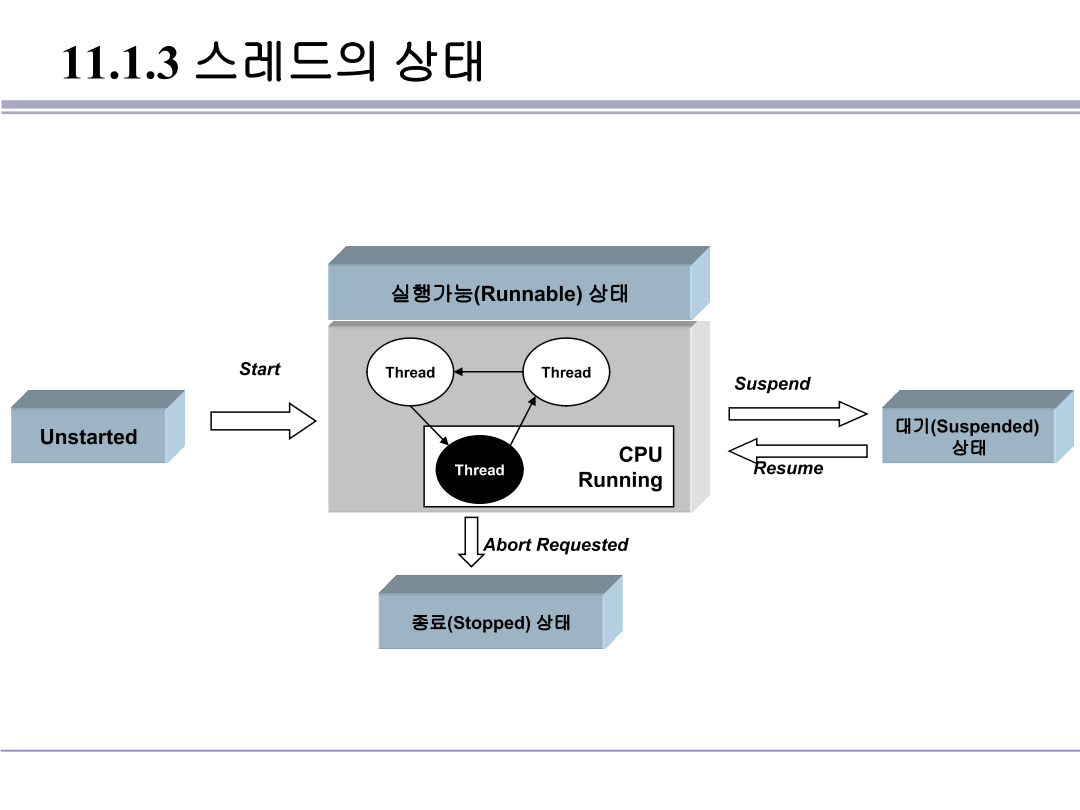 11.1.3 스레드의 상태
실행가능(Runnable) 상태
Start
Thread
Thread
Suspend
Unstarted
대기(Suspended)
상태
CPU
Running
Thread
Resume
Abort Requested
종료(Stopped) 상태